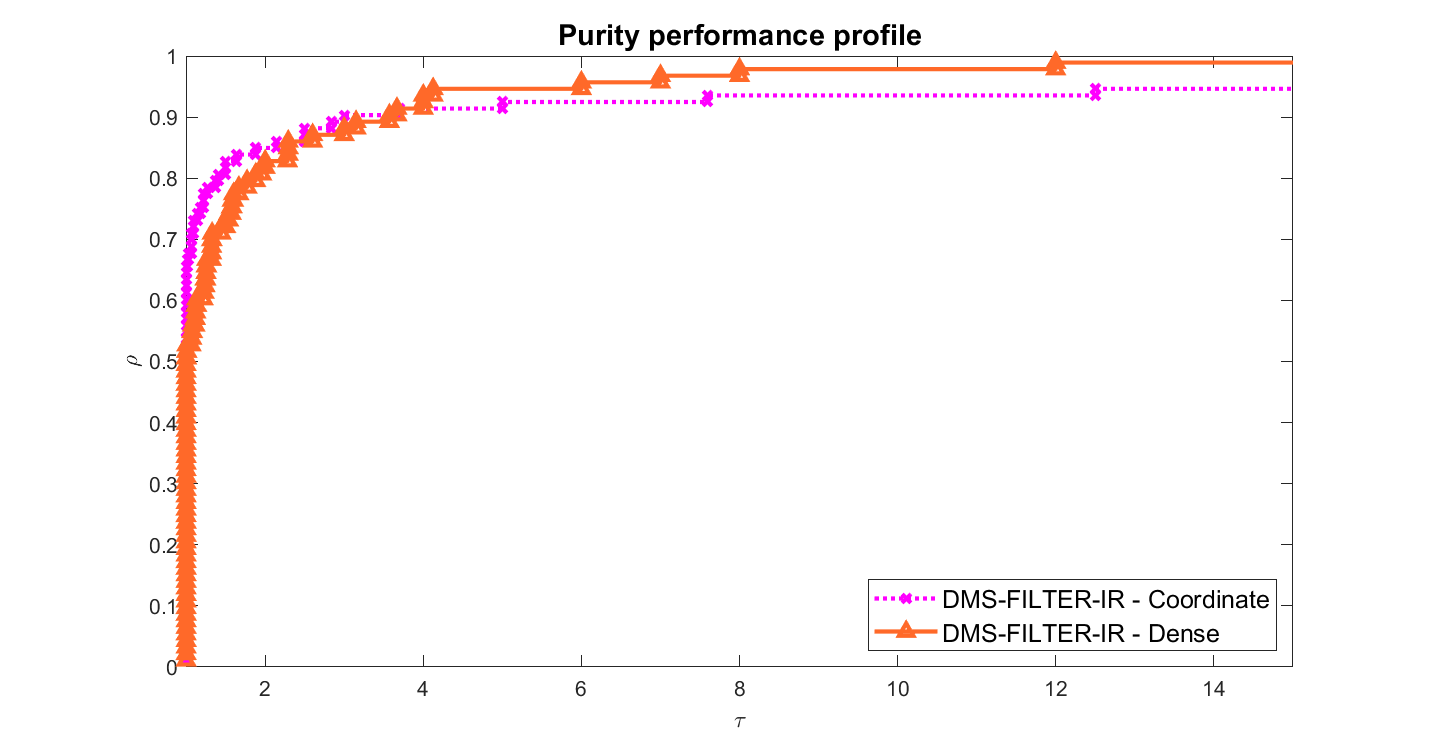 Purity performance profile
1
0.9
0.8
0.7
0.6
0.5
0.4
0.3
0.2
0.1
0
ρ
2 4 6 8 10 12 14
τ
DMS-FILTER-IR - Coordinate
DMS-FILTER-IR - Dense